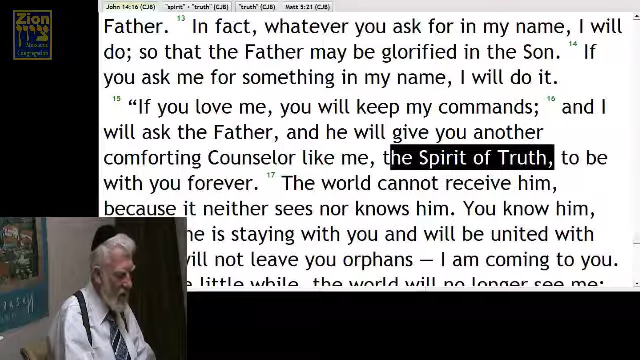 Zion
Messianic
Congregation
John 14:16 (CJB)
"spirit" + "truth" (CJB)
"truth" (CJB)
Matt 5:21 (CJB)
Father. 13 In fact, whatever you ask for in my name, I will
do; so that the Father may be glorified in the Son. 14 If
you ask me for something in my name, I will do it.
15 “If you love me, you will keep my commands; 16 and I
will ask the Father, and he will give you another
comforting Counselor like me, the Spirit of Truth, to be
with you forever. 17 The world cannot receive him,
because it neither sees nor knows him. You know him,
is staying with you and will be united with
will not leave you orphans — I am coming to you.
little while, the world will no longer see me;